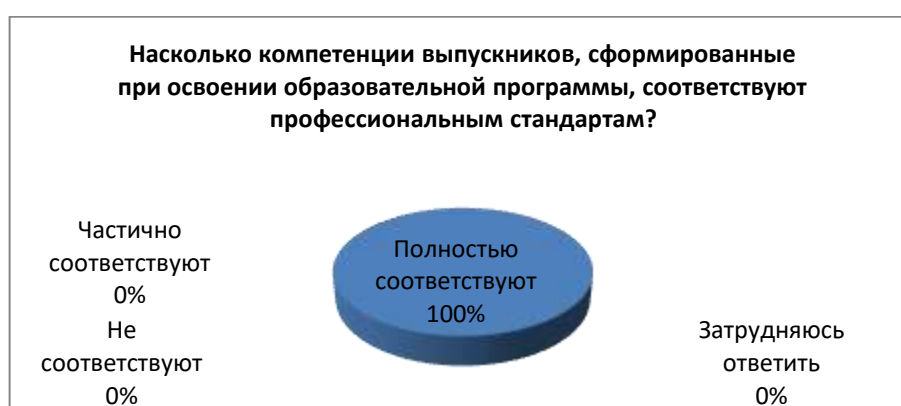 Насколько компетенции выпускников, сформированные
при освоении образовательной программы, соответствуют
профессиональным стандартам?
Частично
соответствуют
0%
Полностью
соответствуют
100%
Не
соответствуют
0%
Затрудняюсь
ответить
0%